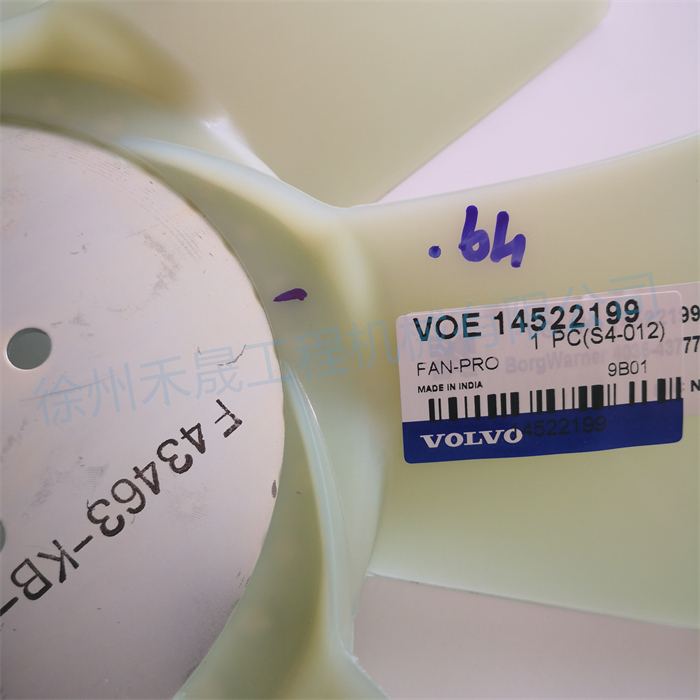 .64
VOE 14522199
1 PC(S4-012)
FAN-PRO
9B01
BorgWarner
MADE IN INDIA
VOLVO
14522199
F43463-KB-
徐州禾晟工程机械有限公司